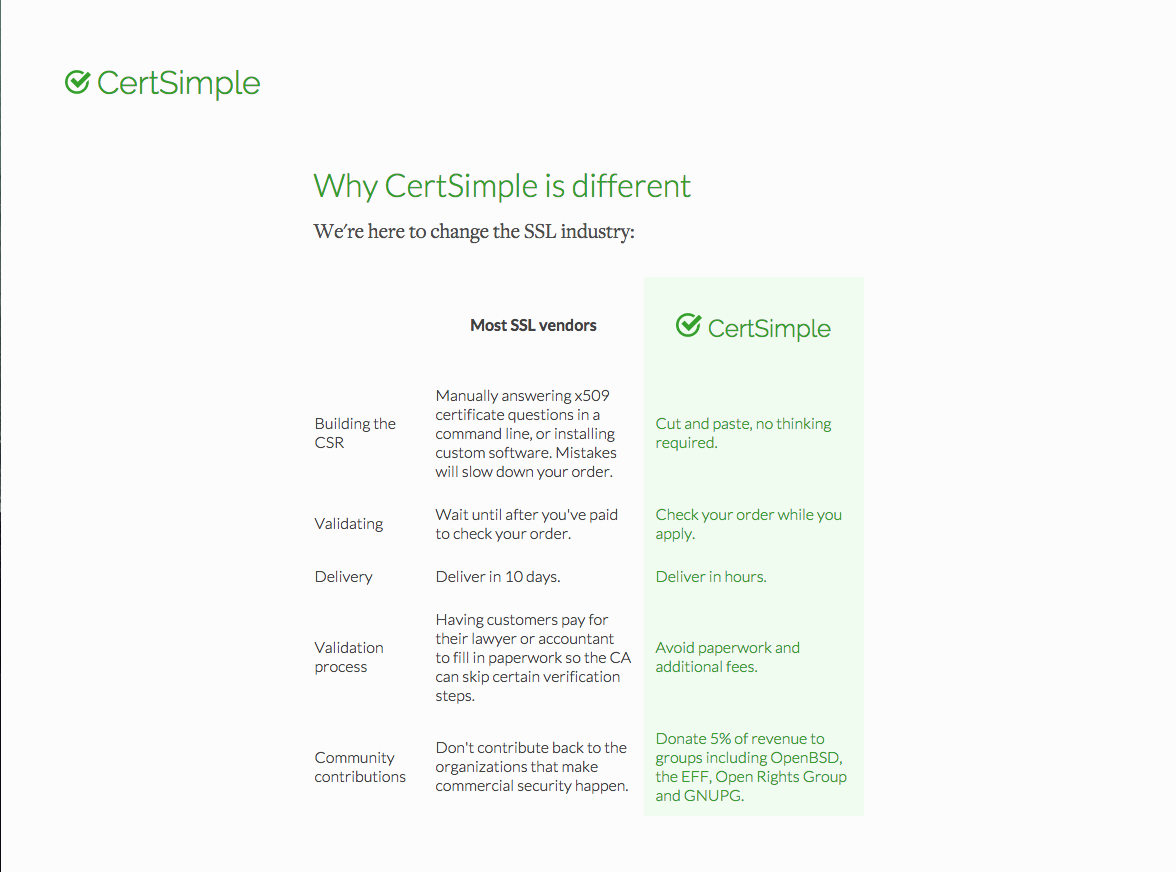 CertSimple
Why CertSimple is different
We're here to change the SSL industry:
Most SSL vendors
CertSimple
Building the
CSR
Manually answering x509
certificate questions in a
command line, or installing
custom software. Mistakes
will slow down your order.
Cut and paste, no thinking
required.
Validating
Wait until after you've paid
to check your order.
Check your order while you
apply.
Delivery
Deliver in 10 days.
Deliver in hours.
Validation
process
Having customers pay for
their lawyer or accountant
to fill in paperwork so the CA
can skip certain verification
steps.
Avoid paperwork and
additional fees.
Community
contributions
Don't contribute back to the
organizations that make
commercial security happen.
Donate 5% of revenue to
groups including OpenBSD,
the EFF, Open Rights Group
and GNUPG.